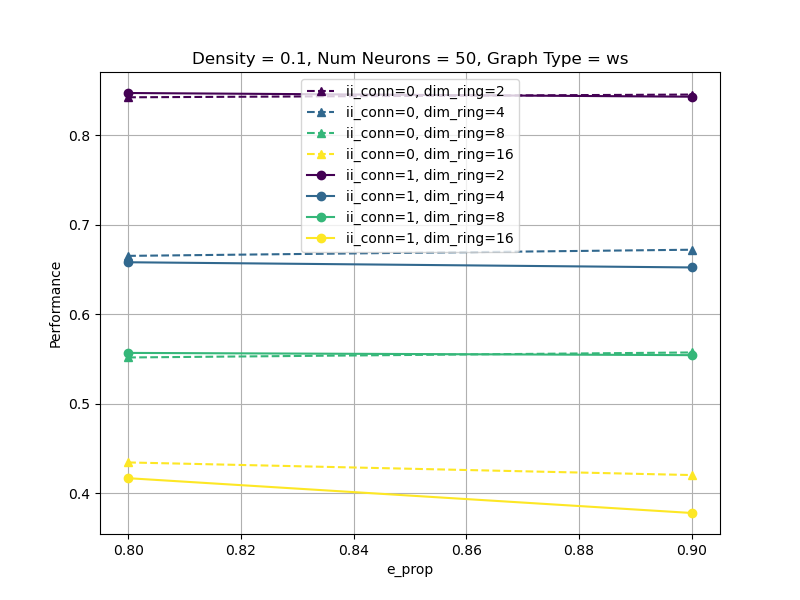 Density = 0.1, Num Neurons = 50, Graph Type = ws
ii_conn=0, dim_ring=2
ii_conn=0, dim_ring=4
ii_conn=0, dim_ring=8
ii_conn=0, dim_ring=16
ii_conn=1, dim_ring=2
ii_conn=1, dim_ring=4
ii_conn=1, dim_ring=8
ii_conn=1, dim_ring=16
Performance
0.8
0.7
0.6
0.5
0.4
0.80 0.82 0.84 0.86 0.88 0.90
e_prop